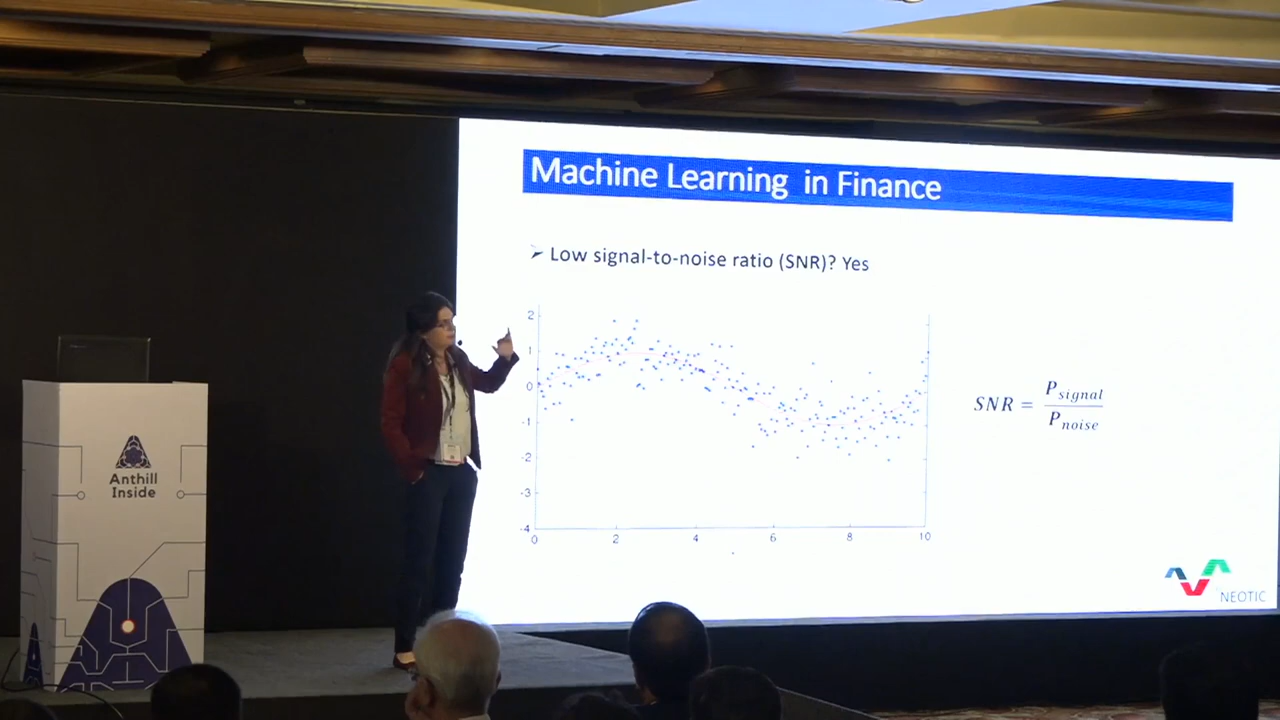 Machine Learning in Finance
➢ Low signal-to-noise ratio (SNR)? Yes
2
1
0
-1
-2
-3
-4
0 2 4 6 8 10
SNR = P_signal / P_noise
NEOTIC
Anthill
Inside